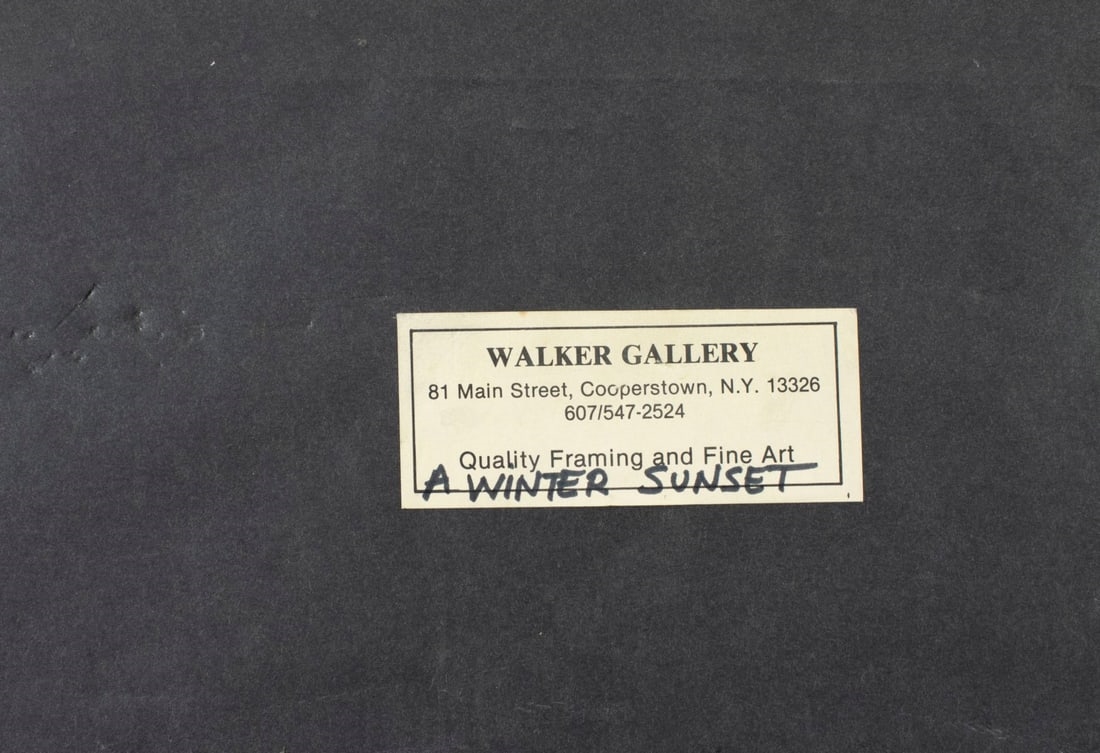 WALKER GALLERY
81 Main Street, Cooperstown, N.Y. 13326
607/547-2524
Quality Framing and Fine Art
A WINTER SUNSET